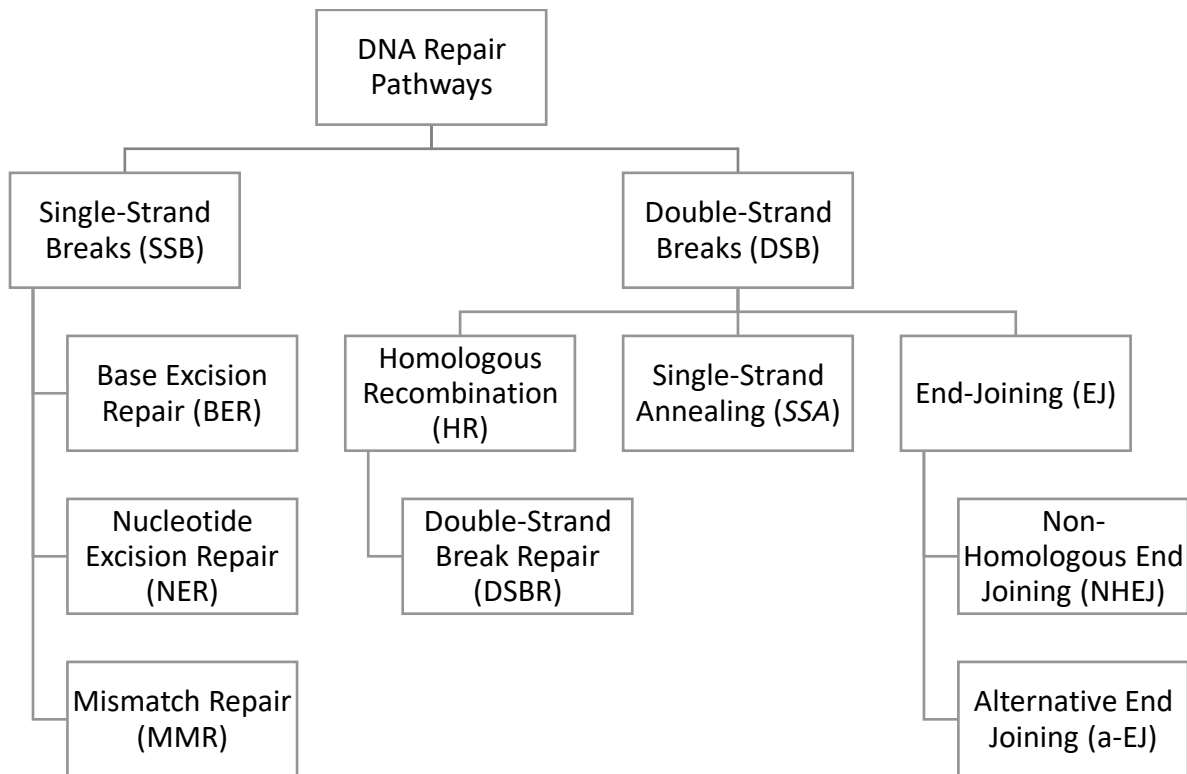 DNA Repair
Pathways
Single-Strand
Breaks (SSB)
Double-Strand
Breaks (DSB)
Base Excision
Repair (BER)
Nucleotide
Excision Repair
(NER)
Mismatch Repair
(MMR)
Homologous
Recombination
(HR)
Double-Strand
Break Repair
(DSBR)
Single-Strand
Annealing (SSA)
End-Joining (EJ)
Non-
Homologous End
Joining (NHEJ)
Alternative End
Joining (a-EJ)